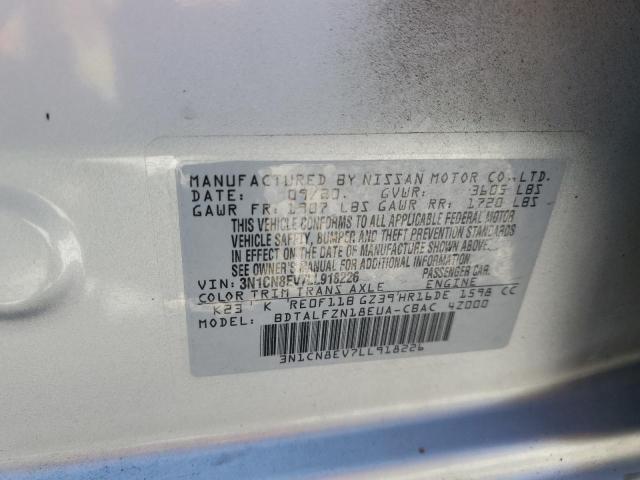 MANUFACTURED BY NISSAN MOTOR CO.,LTD.
DATE: 09/20 GVWR: 3605 LBS
GAWR FR: 1907 LBS GAWR RR: 1720 LBS
THIS VEHICLE CONFORMS TO ALL APPLICABLE FEDERAL MOTOR
VEHICLE SAFETY, BUMPER AND THEFT PREVENTION STANDARDS
IN EFFECT ON THE DATE OF MANUFACTURE SHOWN ABOVE.
SEE OWNER'S MANUAL FOR ADDITIONAL INFORMATION.
VIN: 3N1CN8EV7LL918226 PASSENGER CAR
COLOR TRIM TRANS AXLE ENGINE
K23 K RE0F11B GZ39 HR16DE 1598 CC
MODEL: BDTALFZN18EUA-CBAC 4Z000
3N1CN8EV7LL918226